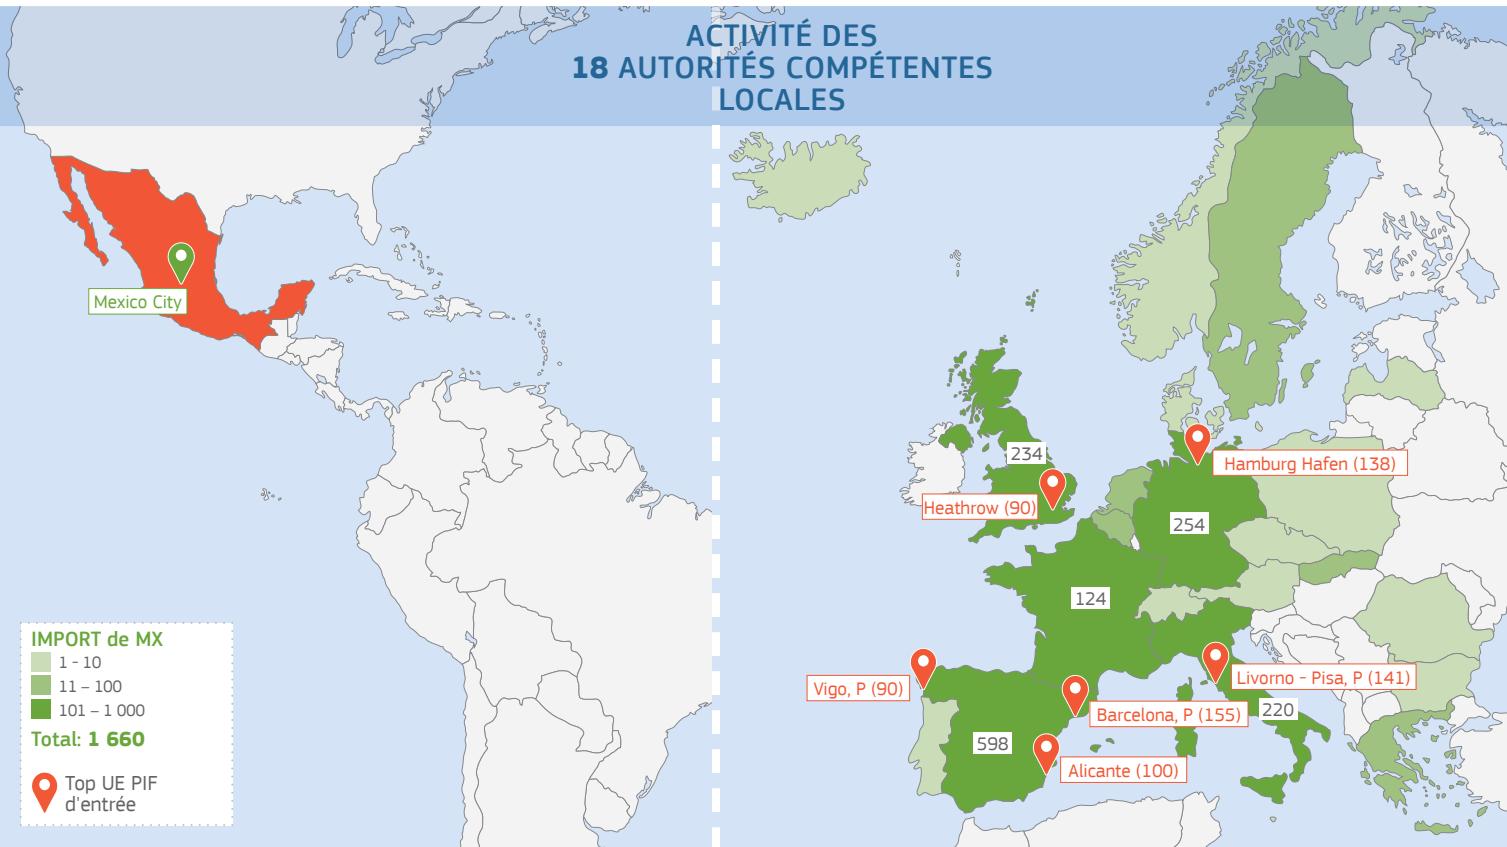 ACTIVITÉ DES
18 AUTORITÉS COMPÉTENTES
LOCALES
Mexico City
234
Hamburg Hafen (138)
Heathrow (90)
254
124
Vigo, P (90)
Livorno - Pisa, P (141)
Barcelona, P (155)
220
598
Alicante (100)
IMPORT de MX
1 - 10
11 – 100
101 – 1 000
Total: 1 660
Top UE PIF
d'entrée